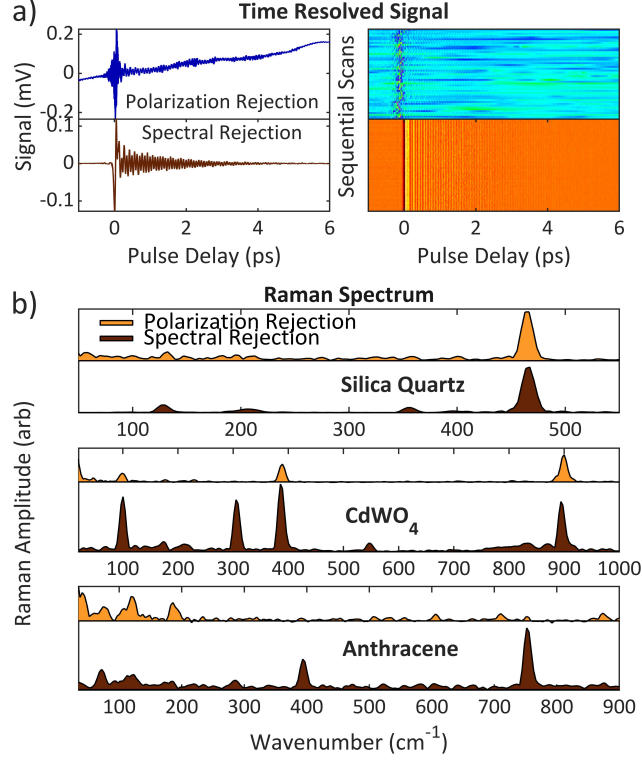 a)
Time Resolved Signal
Signal (mV)
0.2
0
-0.2
Polarization Rejection
0.1
0
-0.1
Spectral Rejection
0 2 4 6
Pulse Delay (ps)
Sequential Scans
0 2 4 6
Pulse Delay (ps)
b)
Raman Spectrum
Raman Amplitude (arb)
Polarization Rejection
Spectral Rejection
Silica Quartz
100 200 300 400 500
CdWO4
100 200 300 400 500 600 700 800 900 1000
Anthracene
100 200 300 400 500 600 700 800 900
Wavenumber (cm-1)